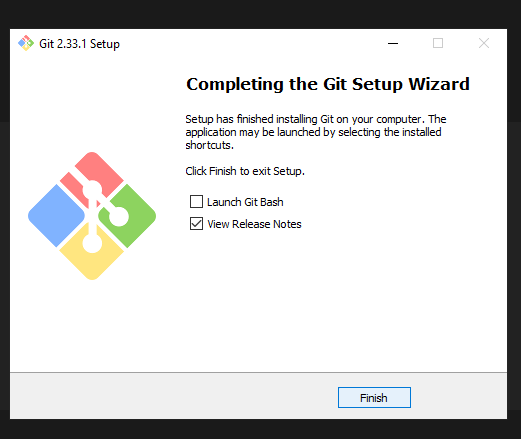 Git 2.33.1 Setup
Completing the Git Setup Wizard
Setup has finished installing Git on your computer. The
application may be launched by selecting the installed
shortcuts.
Click Finish to exit Setup.
Launch Git Bash
View Release Notes
Finish